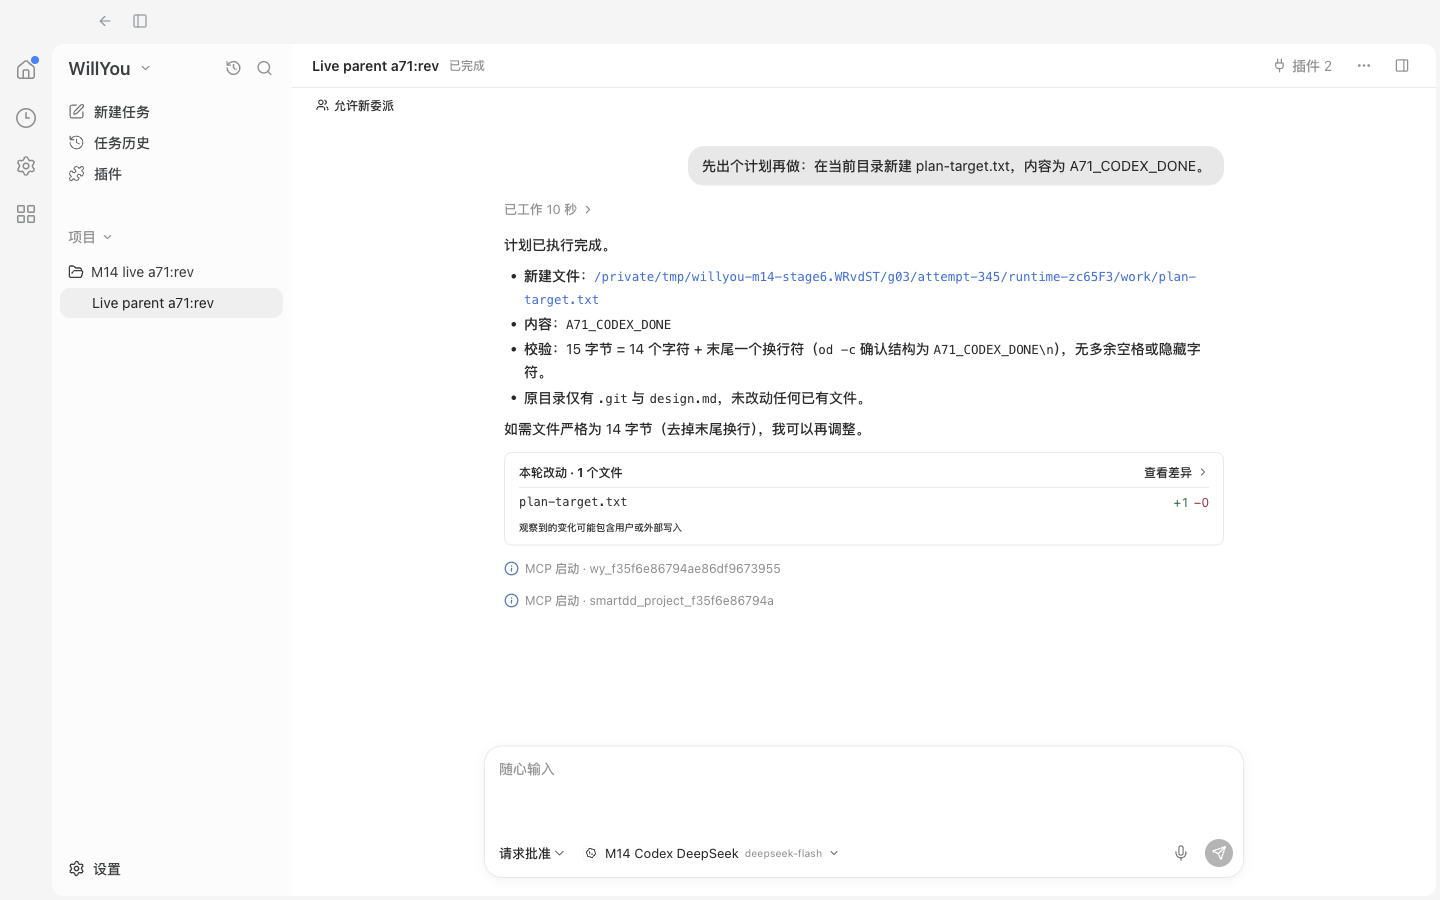 WillYou
新建任务
任务历史
插件
项目
M14 live a71:rev
Live parent a71:rev
设置
Live parent a71:rev 已完成
插件 2
允许新委派
先出个计划再做：在当前目录新建 plan-target.txt，内容为 A71_CODEX_DONE。
已工作 10 秒
计划已执行完成。
• 新建文件：/private/tmp/willyou-m14-stage6.WRvdST/g03/attempt-345/runtime-zc65F3/work/plan-
target.txt
• 内容：A71_CODEX_DONE
• 校验：15 字节 = 14 个字符 + 末尾一个换行符（od -c 确认结构为 A71_CODEX_DONE\n），无多余空格或隐藏字
符。
• 原目录仅有 .git 与 design.md，未改动任何已有文件。
如需文件严格为 14 字节（去掉末尾换行），我可以再调整。
本轮改动 · 1 个文件 查看差异
plan-target.txt +1 −0
观察到的变化可能包含用户或外部写入
MCP 启动 · wy_f35f6e86794ae86df9673955
MCP 启动 · smartdd_project_f35f6e86794a
随心输入
请求批准 M14 Codex DeepSeek deepseek-flash